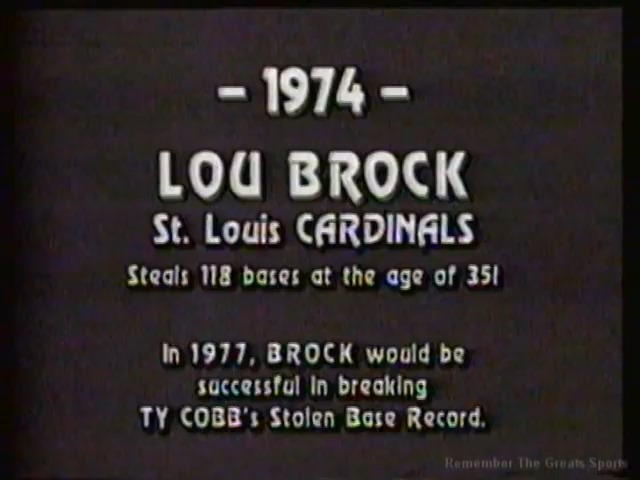 - 1974 -
LOU BROCK
St. Louis CARDINALS
Steals 118 bases at the age of 35!
In 1977, BROCK would be
successful in breaking
TY COBB's Stolen Base Record.
Remember The Greats Sports